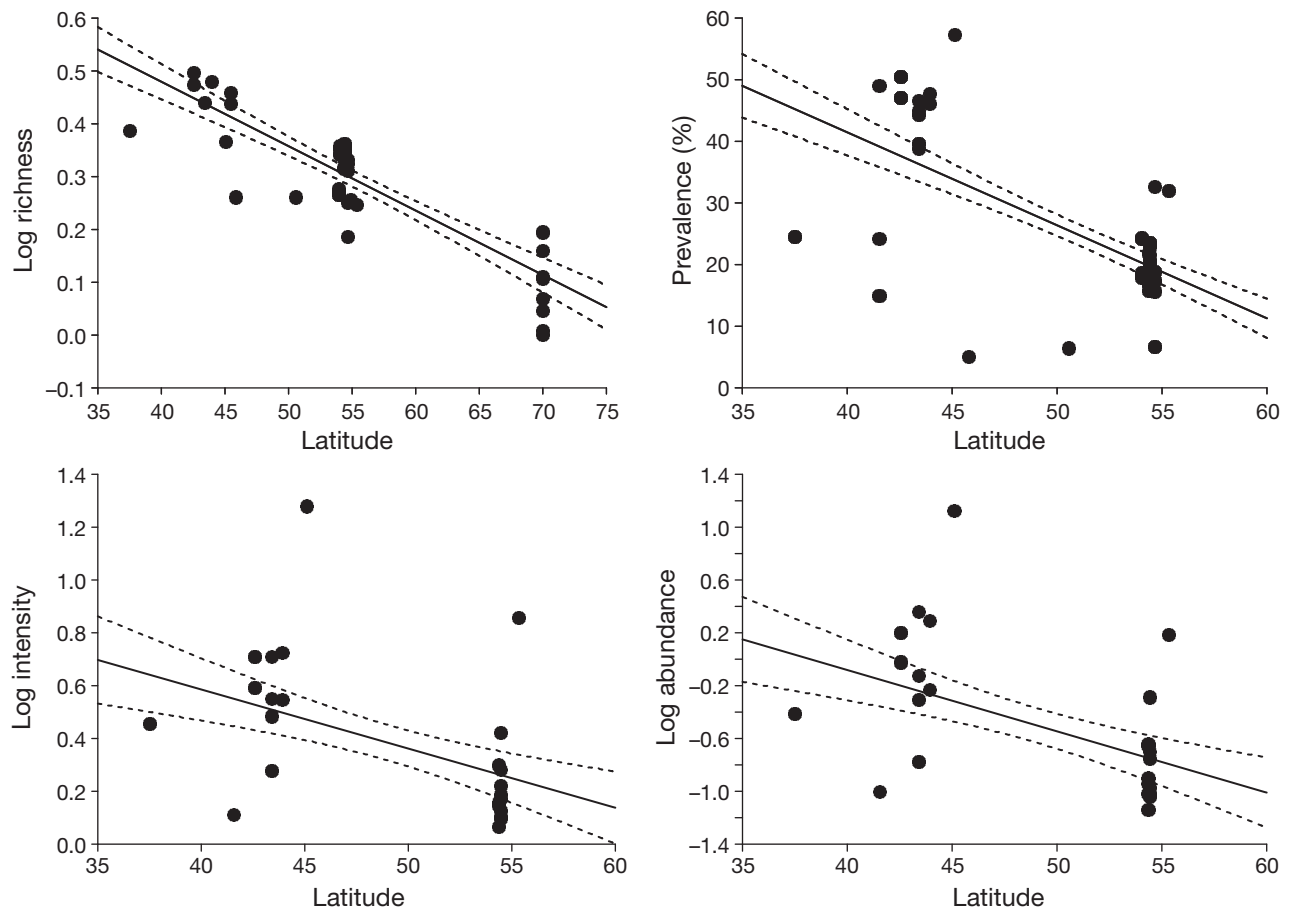 0.6
0.5
0.4
0.3
0.2
0.1
0.0
−0.1
Log richness
35 40 45 50 55 60 65 70 75
Latitude
60
50
40
30
20
10
0
Prevalence (%)
35 40 45 50 55 60
Latitude
1.4
1.2
1.0
0.8
0.6
0.4
0.2
0.0
Log intensity
35 40 45 50 55 60
Latitude
1.4
1.0
0.6
0.2
−0.2
−0.6
−1.0
−1.4
Log abundance
35 40 45 50 55 60
Latitude